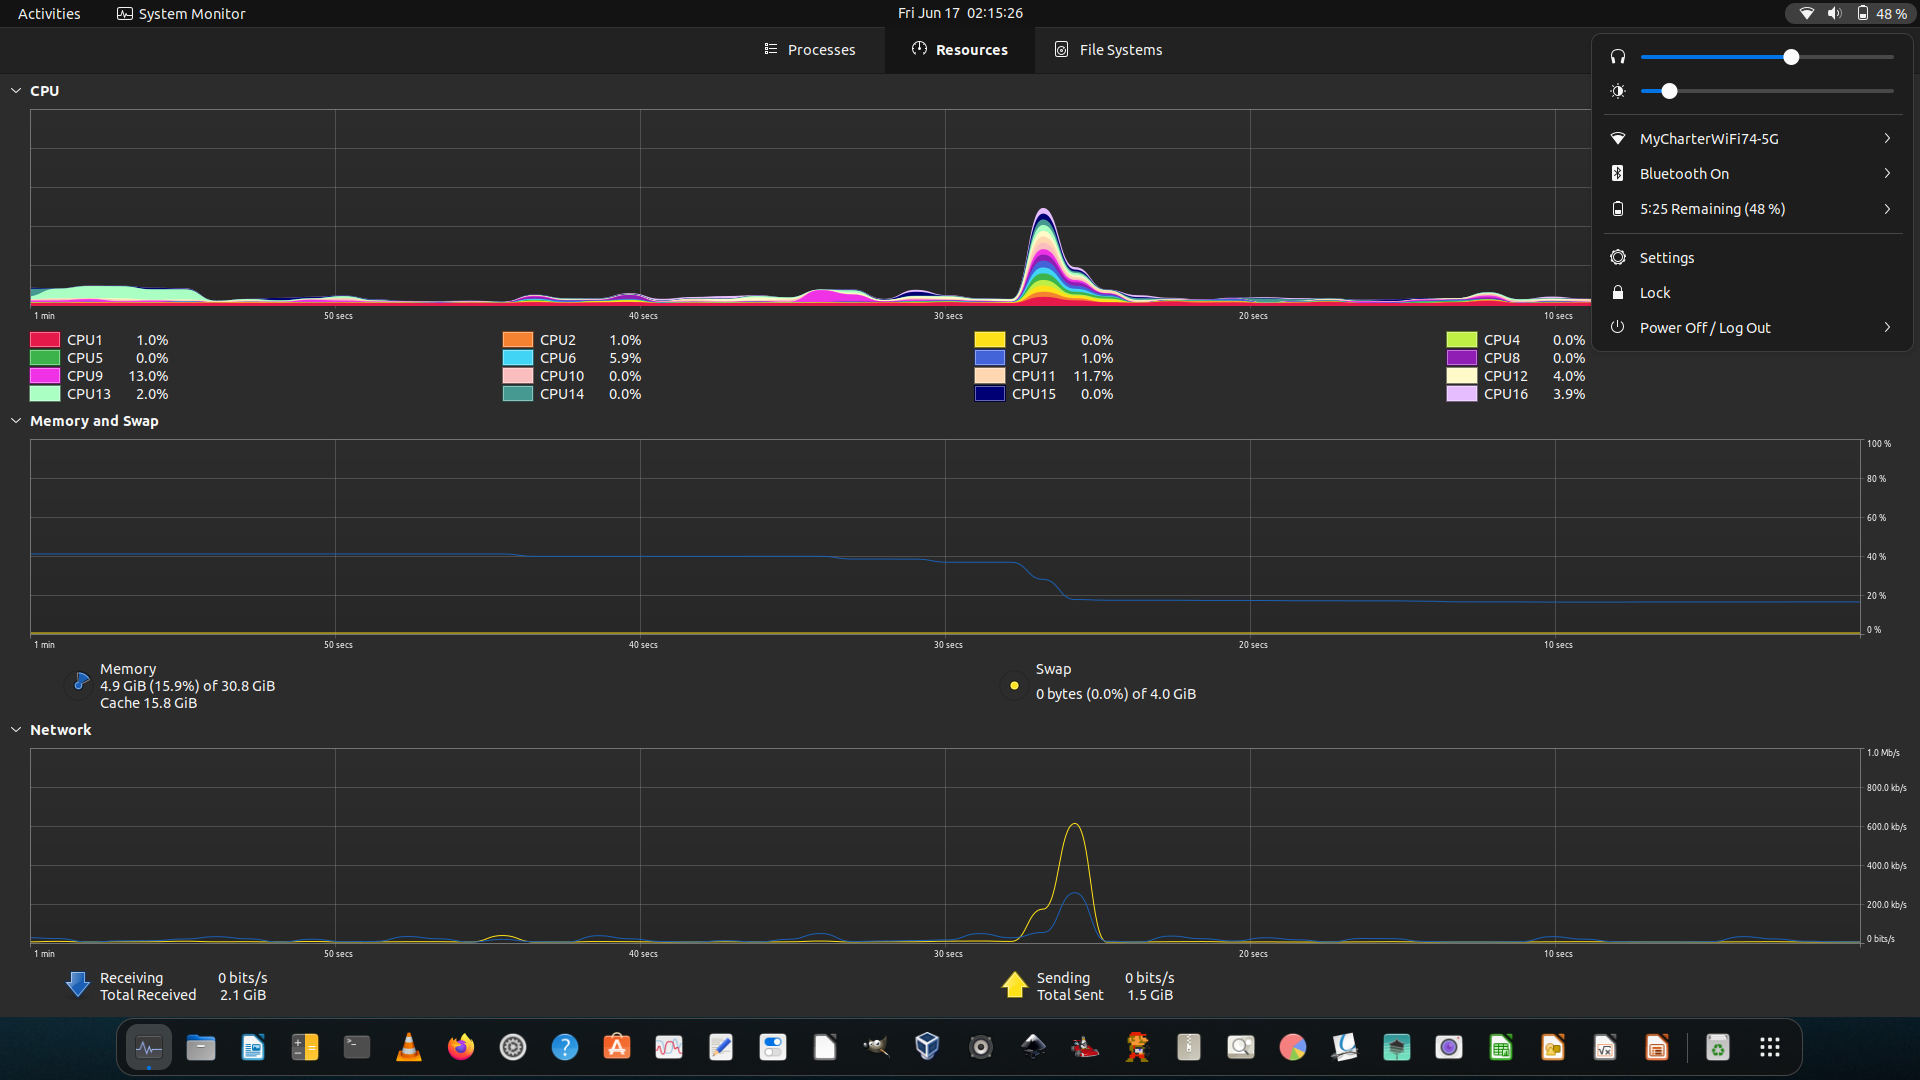 Activities
System Monitor
Fri Jun 17 02:15:26
48 %
Processes
Resources
File Systems
MyCharterWiFi74-5G
Bluetooth On
5:25 Remaining (48 %)
Settings
Lock
Power Off / Log Out
CPU
1 min 50 secs 40 secs 30 secs 20 secs 10 secs
CPU1 1.0% CPU2 1.0% CPU3 0.0% CPU4 0.0%
CPU5 0.0% CPU6 5.9% CPU7 1.0% CPU8 0.0%
CPU9 13.0% CPU10 0.0% CPU11 11.7% CPU12 4.0%
CPU13 2.0% CPU14 0.0% CPU15 0.0% CPU16 3.9%
Memory and Swap
100 %
80 %
60 %
40 %
20 %
0 %
1 min 50 secs 40 secs 30 secs 20 secs 10 secs
Memory
4.9 GiB (15.9%) of 30.8 GiB
Cache 15.8 GiB
Swap
0 bytes (0.0%) of 4.0 GiB
Network
1.0 Mb/s
800.0 kb/s
600.0 kb/s
400.0 kb/s
200.0 kb/s
0 bits/s
1 min 50 secs 40 secs 30 secs 20 secs 10 secs
Receiving 0 bits/s
Total Received 2.1 GiB
Sending 0 bits/s
Total Sent 1.5 GiB